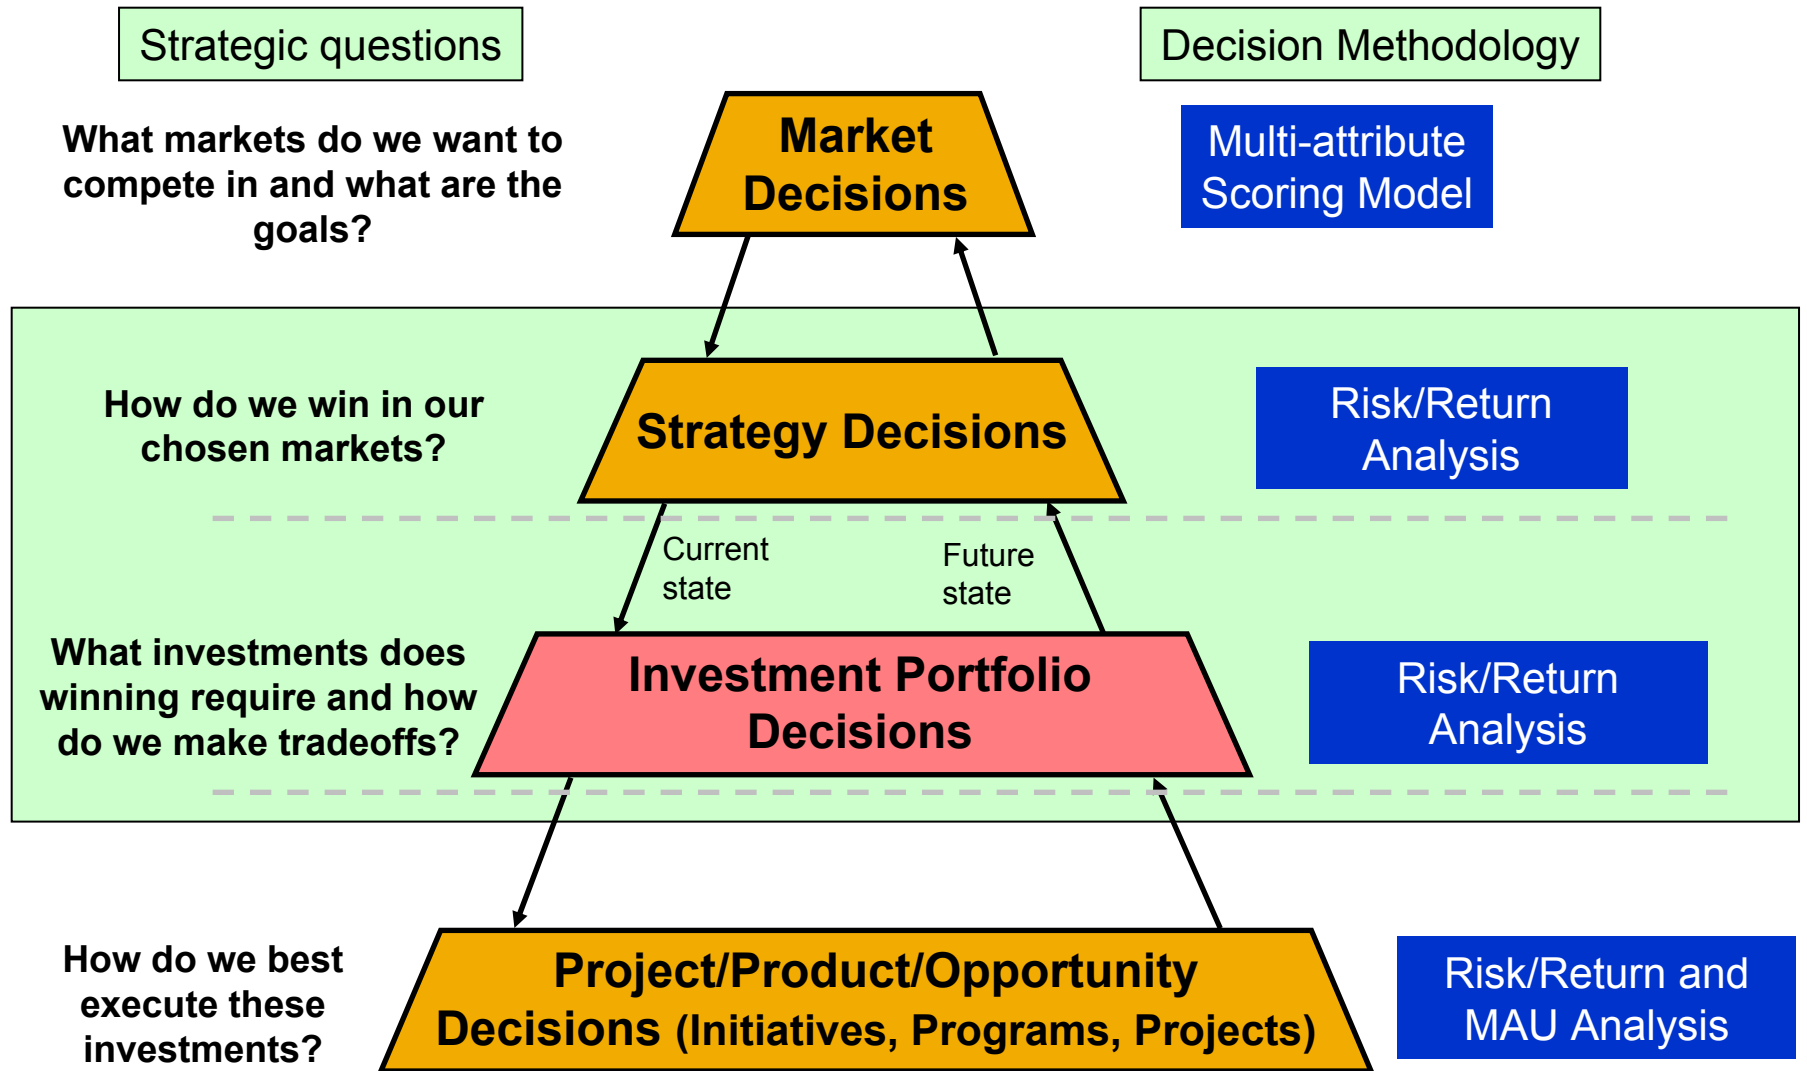 Strategic questions
Decision Methodology
What markets do we want to
compete in and what are the
goals?
Market
Decisions
Multi-attribute
Scoring Model
How do we win in our
chosen markets?
Strategy Decisions
Risk/Return
Analysis
Current
state
Future
state
What investments does
winning require and how
do we make tradeoffs?
Investment Portfolio
Decisions
Risk/Return
Analysis
How do we best
execute these
investments?
Project/Product/Opportunity
Decisions (Initiatives, Programs, Projects)
Risk/Return and
MAU Analysis